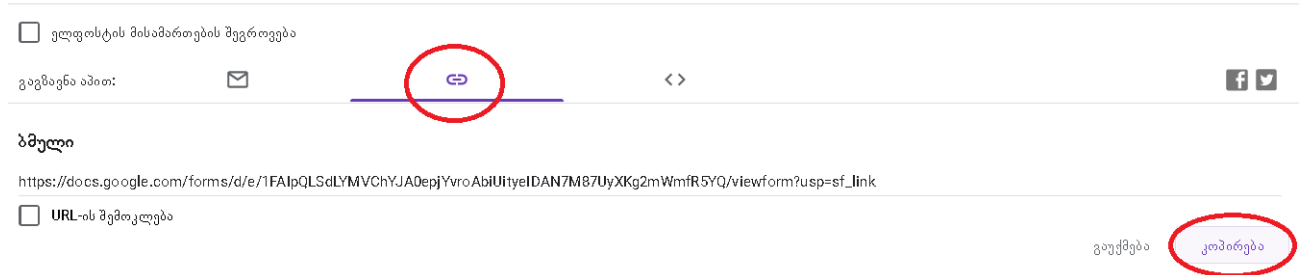 ელფოსტის მისამართების შეგროვება
გაგზავნა აპით:
ბმული
https://docs.google.com/forms/d/e/1FAIpQLSdLYMVChYJA0epjYvroAbiUityeIDAN7M87UyXKg2mWmfR5YQ/viewform?usp=sf_link
URL-ის შემოკლება
გაუქმება კოპირება